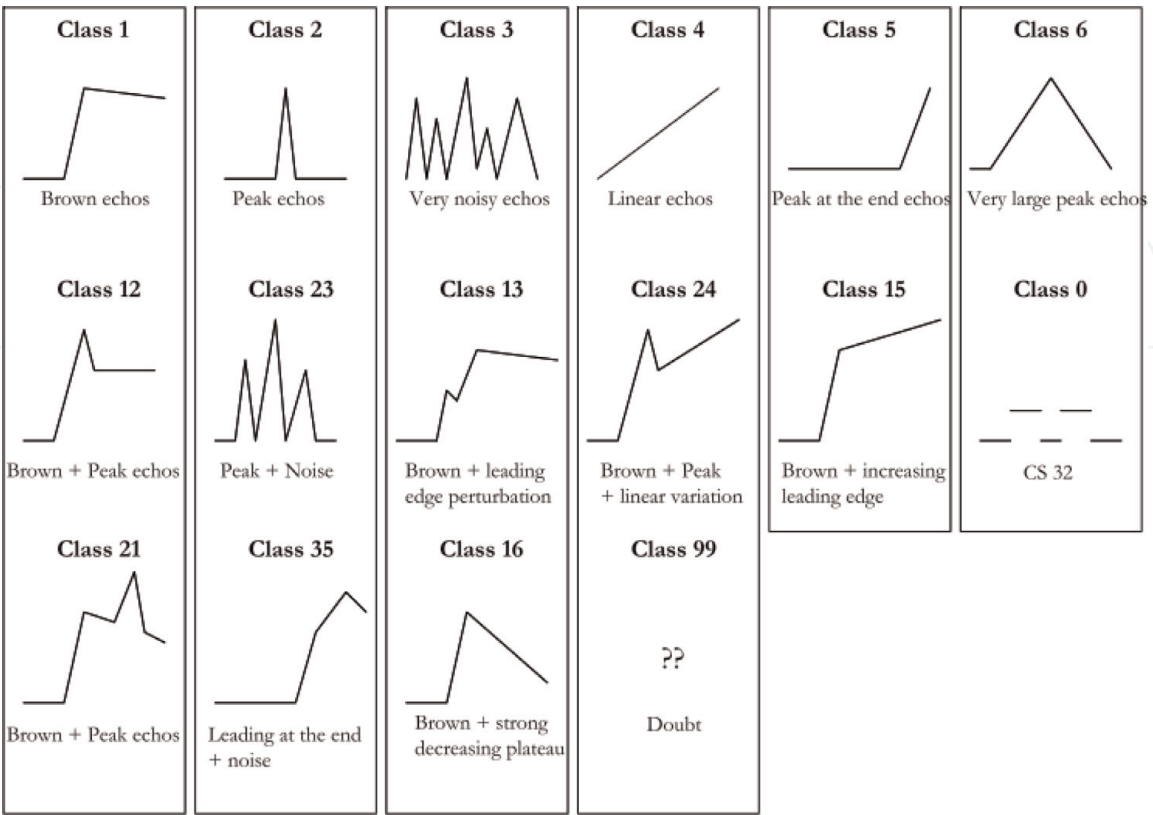 Class 1
Brown echos
Class 2
Peak echos
Class 3
Very noisy echos
Class 4
Linear echos
Class 5
Peak at the end echos
Class 6
Very large peak echos
Class 12
Brown + Peak echos
Class 23
Peak + Noise
Class 13
Brown + leading
edge perturbation
Class 24
Brown + Peak
+ linear variation
Class 15
Brown + increasing
leading edge
Class 0
CS 32
Class 21
Brown + Peak echos
Class 35
Leading at the end
+ noise
Class 16
Brown + strong
decreasing plateau
Class 99
??
Doubt